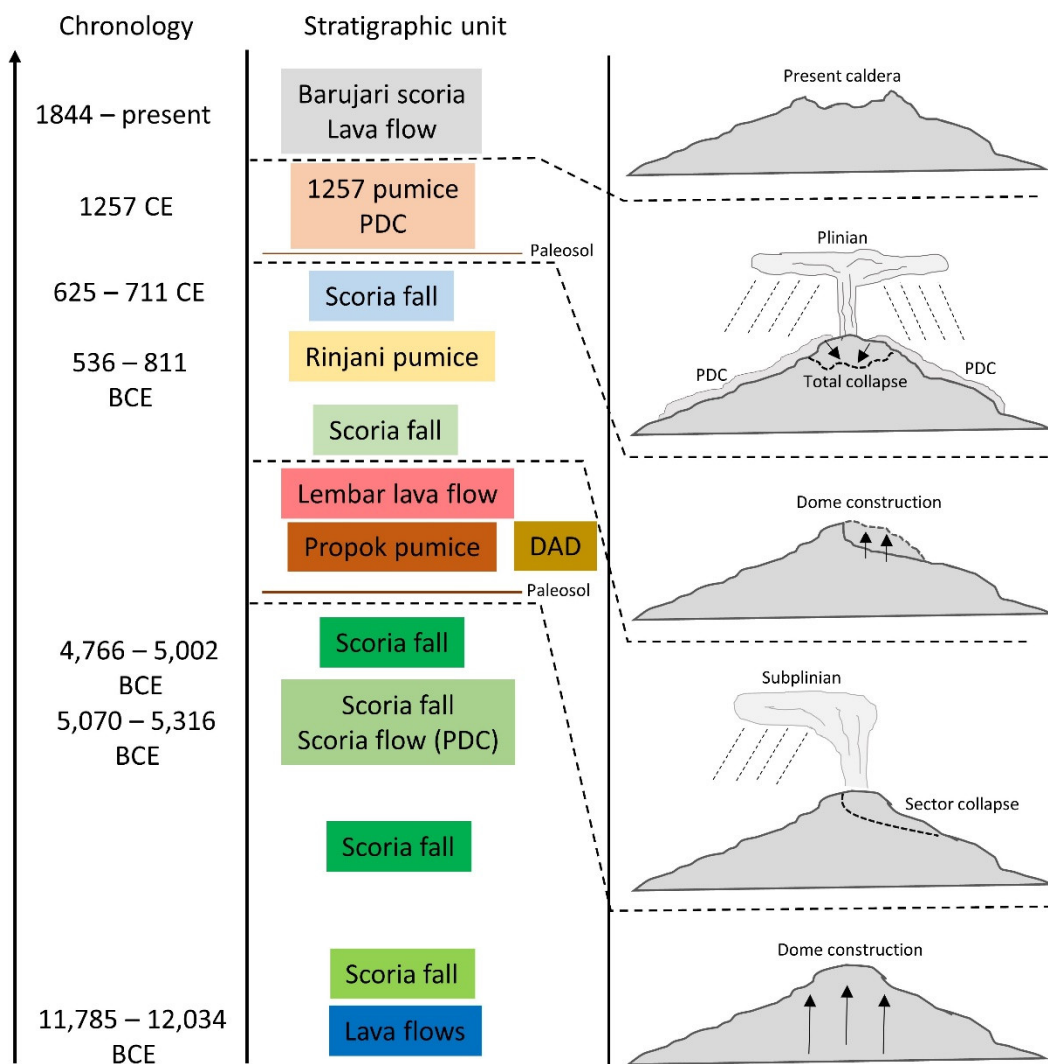 Chronology
Stratigraphic unit
1844 – present
Barujari scoria
Lava flow
Present caldera
1257 CE
1257 pumice
PDC
Paleosol
Plinian
PDC
PDC
Total collapse
625 – 711 CE
Scoria fall
536 – 811
BCE
Rinjani pumice
Scoria fall
Lembar lava flow
Propok pumice
DAD
Paleosol
Dome construction
4,766 – 5,002
BCE
Scoria fall
5,070 – 5,316
BCE
Scoria fall
Scoria flow (PDC)
Subplinian
Sector collapse
Scoria fall
Scoria fall
11,785 – 12,034
BCE
Lava flows
Dome construction